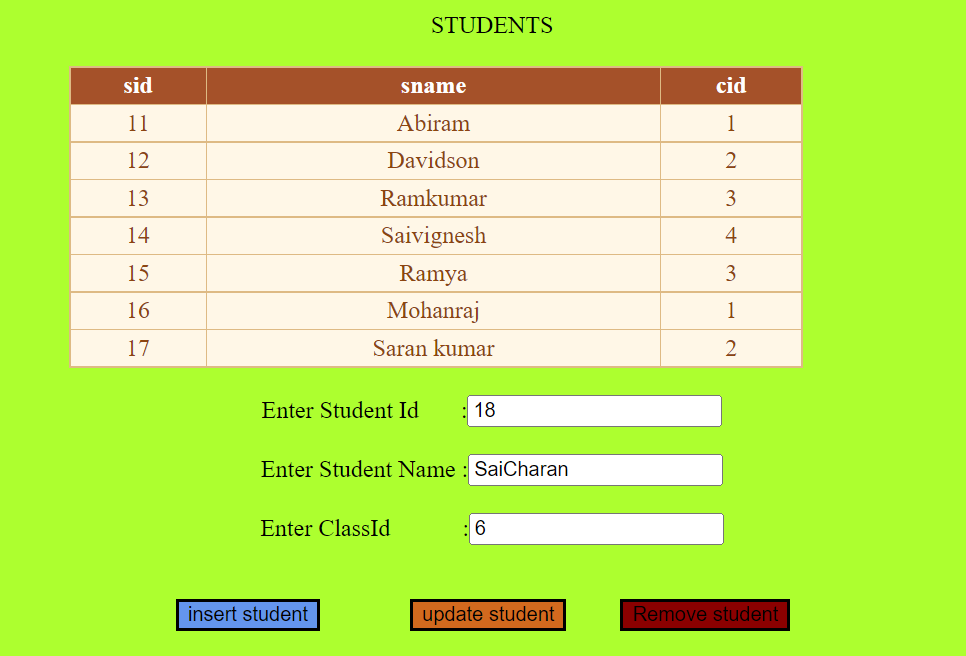 STUDENTS
sid sname cid
11 Abiram 1
12 Davidson 2
13 Ramkumar 3
14 Saivignesh 4
15 Ramya 3
16 Mohanraj 1
17 Saran kumar 2
Enter Student Id :18
Enter Student Name :SaiCharan
Enter ClassId :6
insert student update student Remove student